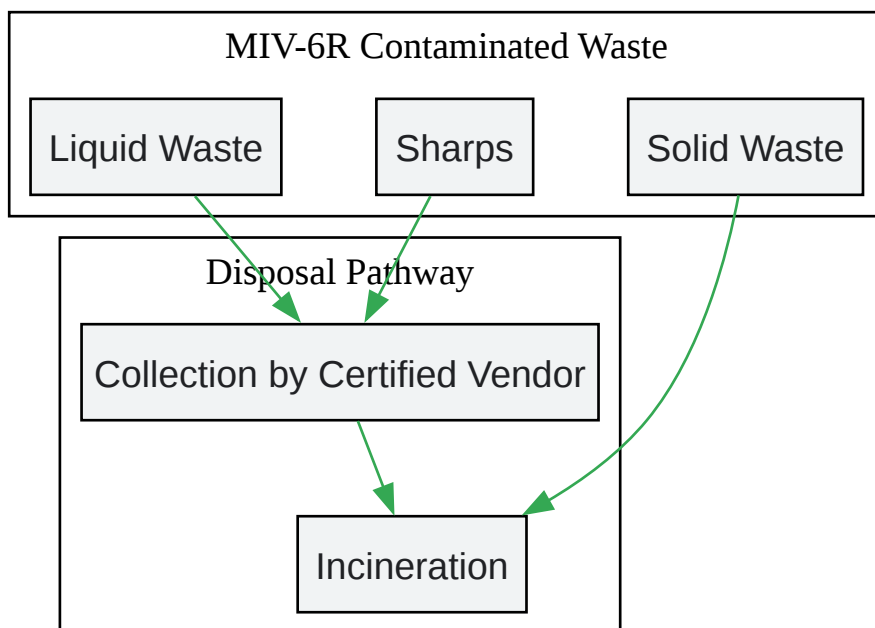 MIV-6R Contaminated Waste
Liquid Waste
Sharps
Solid Waste
Disposal Pathway
Collection by Certified Vendor
Incineration